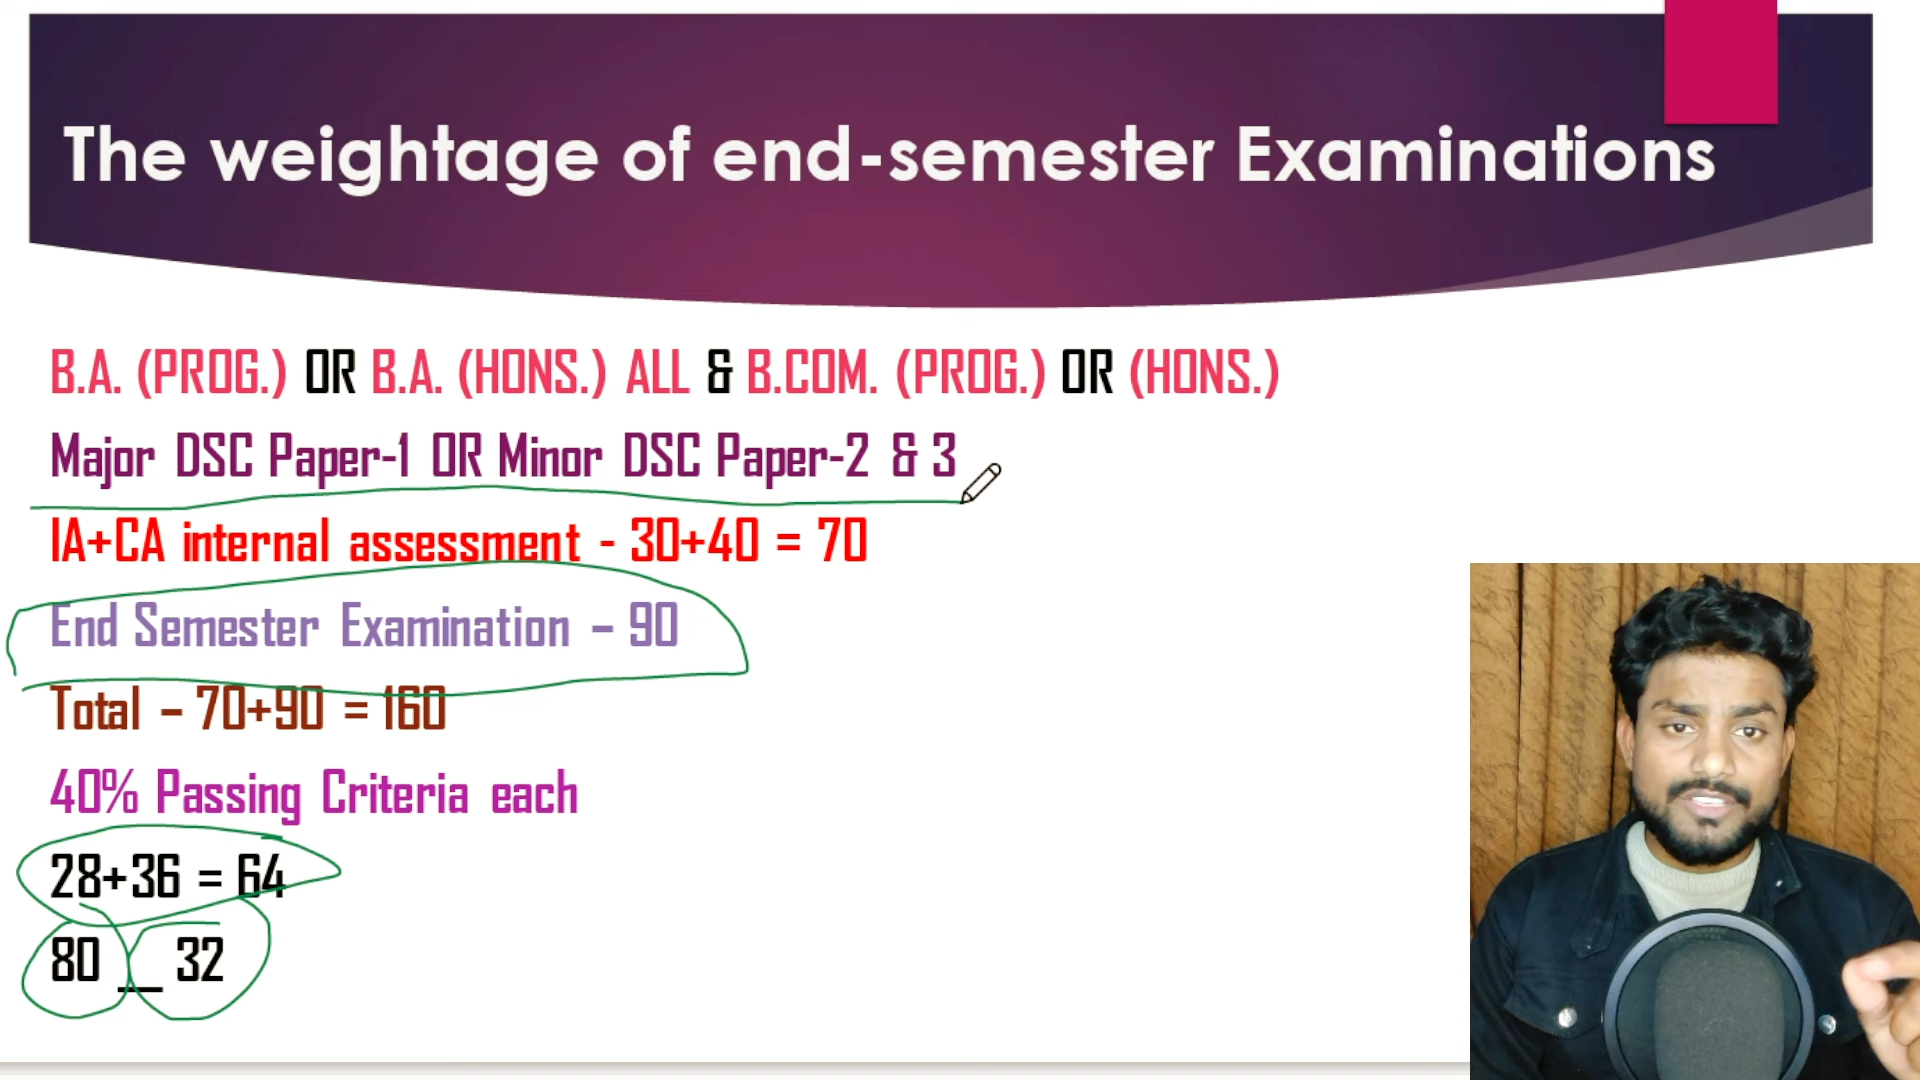 The weightage of end-semester Examinations
B.A. (PROG.) OR B.A. (HONS.) ALL & B.COM. (PROG.) OR (HONS.)
Major DSC Paper-1 OR Minor DSC Paper-2 & 3
IA+CA internal assessment - 30+40 = 70
End Semester Examination – 90
Total – 70+90 = 160
40% Passing Criteria each
28+36 = 64
80 __ 32